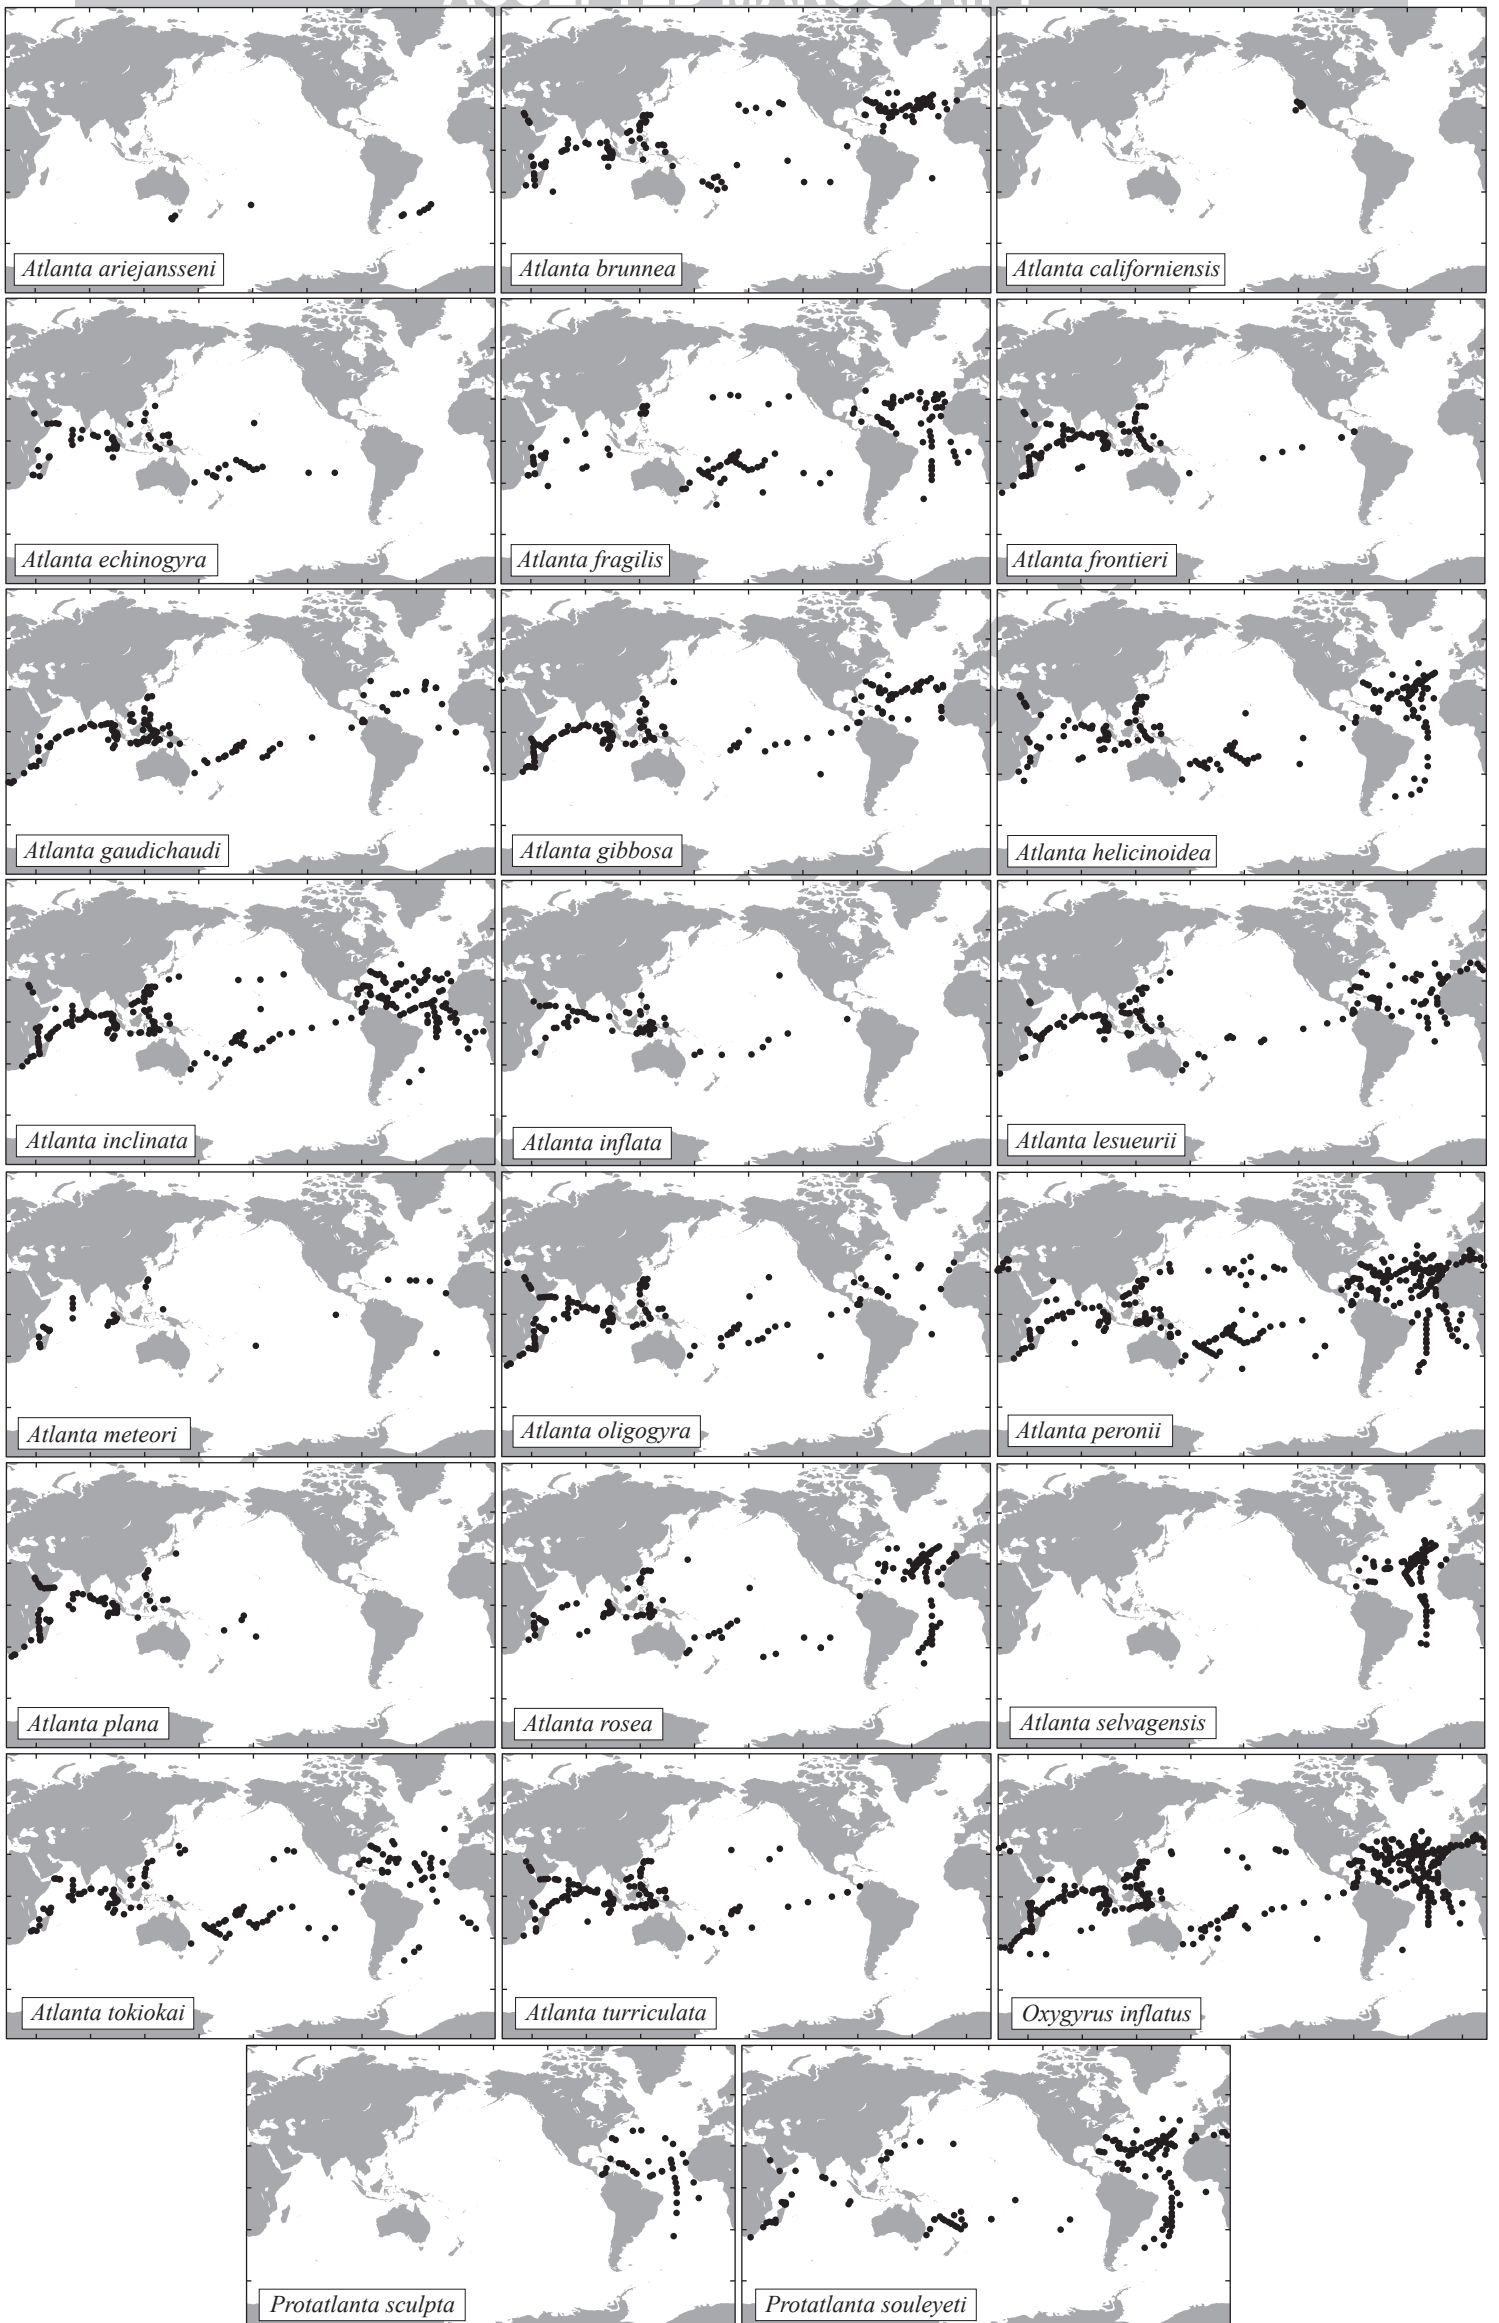 ACCEPTED MANUSCRIPT
Atlanta ariejansseni
Atlanta brunnea
Atlanta californiensis
Atlanta echinogyra
Atlanta fragilis
Atlanta frontieri
Atlanta gaudichaudi
Atlanta gibbosa
Atlanta helicinoidea
Atlanta inclinata
Atlanta inflata
Atlanta lesueurii
Atlanta meteori
Atlanta oligogyra
Atlanta peronii
Atlanta plana
Atlanta rosea
Atlanta selvagensis
Atlanta tokiokai
Atlanta turriculata
Oxygyrus inflatus
Protatlanta sculpta
Protatlanta souleyeti